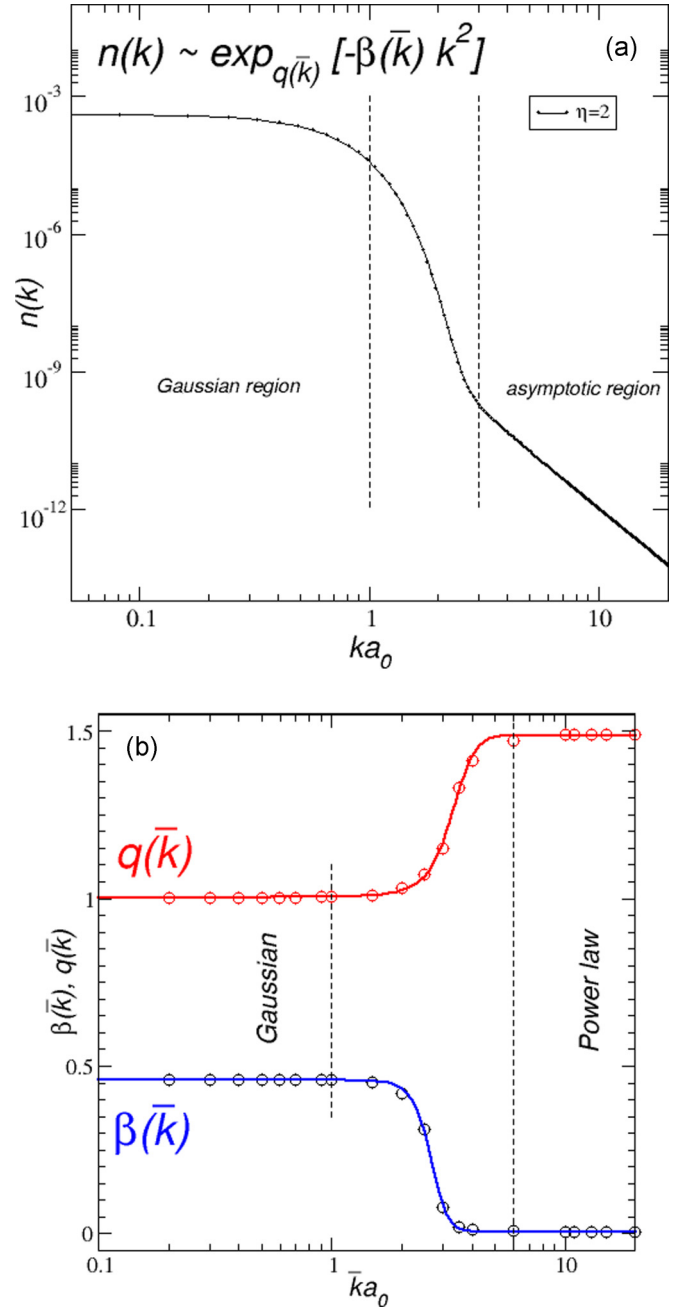 n(k) ~ exp_{q(k̅)} [-β(k̅) k²]
(a)
η=2
10⁻³
10⁻⁶
10⁻⁹
10⁻¹²
n(k)
Gaussian region
asymptotic region
0.1
1
10
ka₀
(b)
1.5
1
0.5
0
β(k̅), q(k̅)
q(k̅)
β(k̅)
Gaussian
Power law
0.1
1
10
k̅a₀